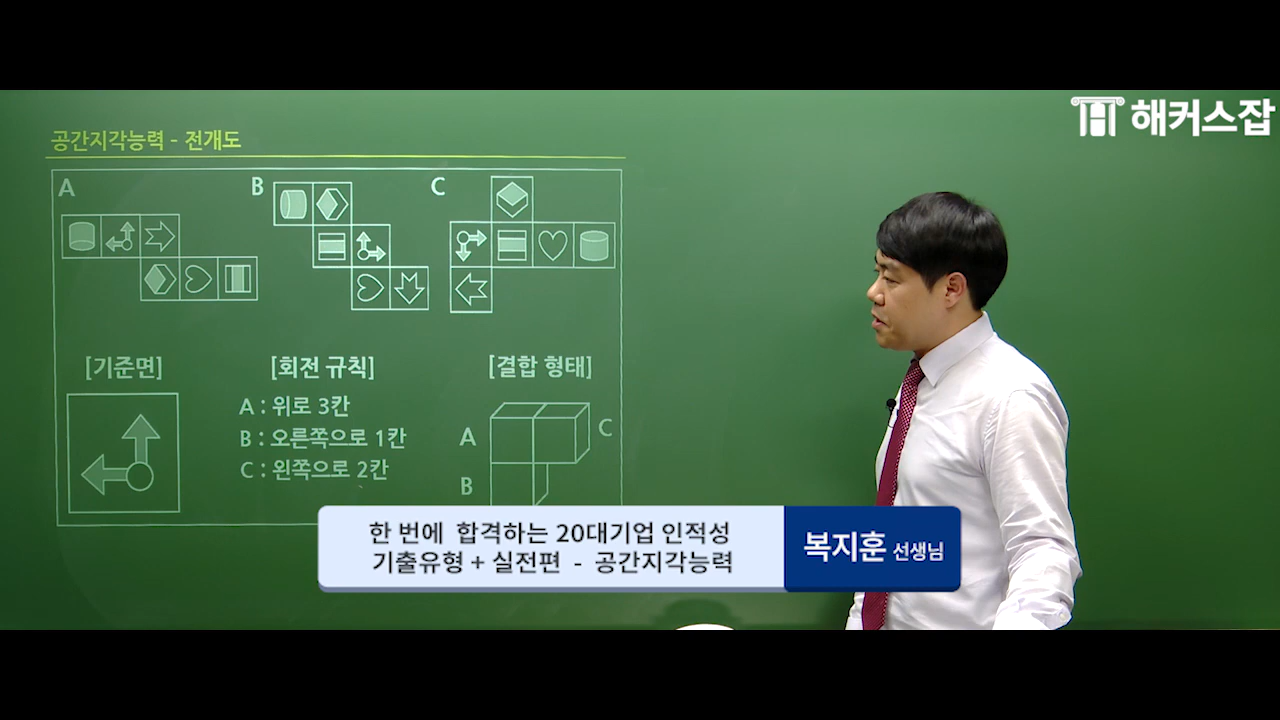 해커스잡
공간지각능력 - 전개도
A
B
C
[기준면]
[회전 규칙]
[결합 형태]
A : 위로 3칸
B : 오른쪽으로 1칸
C : 왼쪽으로 2칸
A
C
B
한 번에 합격하는 20대기업 인적성
기출유형 + 실전편 - 공간지각능력
복지훈 선생님